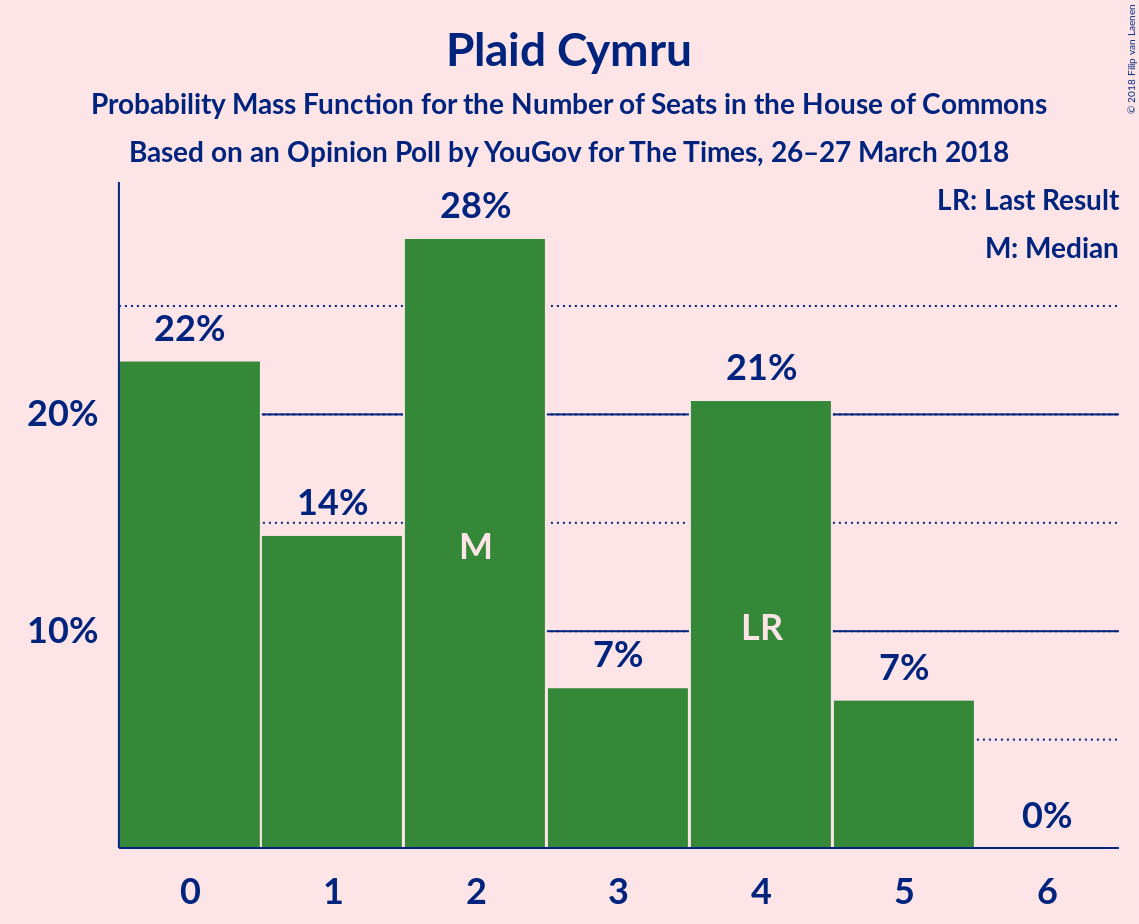 Plaid Cymru
Probability Mass Function for the Number of Seats in the House of Commons
Based on an Opinion Poll by YouGov for The Times, 26–27 March 2018
© 2018 Filip van Laenen
LR: Last Result
M: Median
28%
22%
21%
20%
14%
M
LR
10%
7%
7%
0%
0 1 2 3 4 5 6